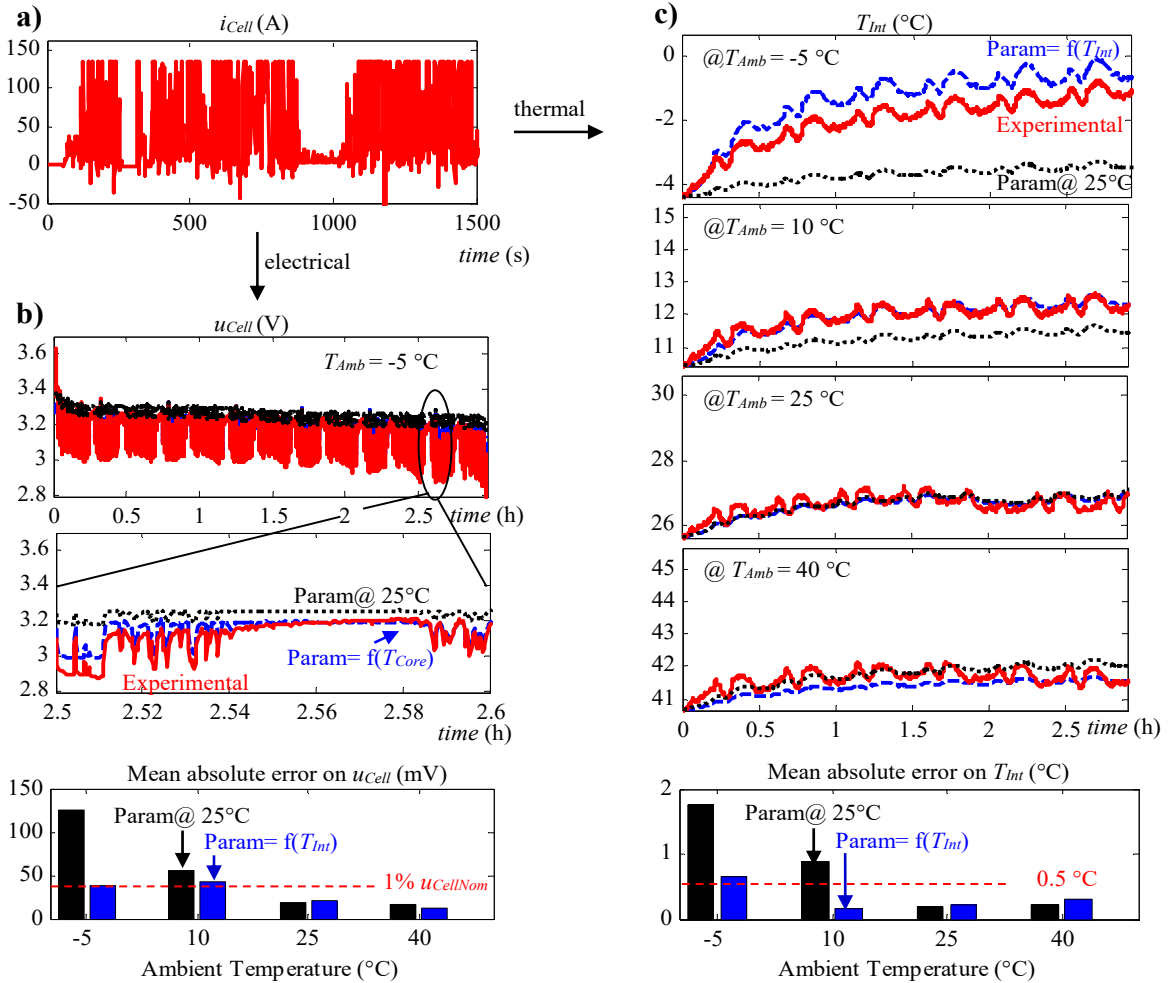 a)
iCell (A)
150
100
50
0
-50
0
500
1000
1500
time (s)
thermal
electrical
b)
uCell (V)
TAmb = -5 °C
3.6
3.4
3.2
3
2.8
0
0.5
1
1.5
2
2.5
time (h)
3.6
3.4
3.2
3
2.8
Param@ 25°C
Param= f(TCore)
Experimental
2.5
2.52
2.54
2.56
2.58
2.6
time (h)
Mean absolute error on uCell (mV)
150
100
50
0
Param@ 25°C
Param= f(TInt)
1% uCellNom
-5
10
25
40
Ambient Temperature (°C)
c)
TInt (°C)
@TAmb = -5 °C
Param= f(TInt)
Experimental
Param@ 25°C
0
-2
-4
@TAmb = 10 °C
15
14
13
12
11
@TAmb = 25 °C
30
28
26
@ TAmb = 40 °C
45
44
43
42
41
0
0.5
1
1.5
2
2.5
time (h)
Mean absolute error on TInt (°C)
2
1
0
Param@ 25°C
Param= f(TInt)
0.5 °C
-5
10
25
40
Ambient Temperature (°C)